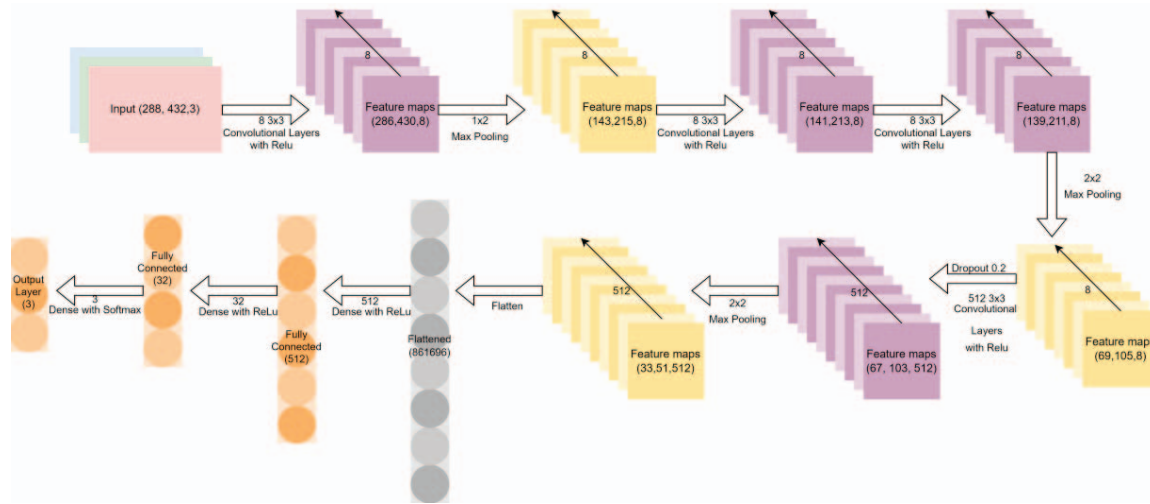 8
8
8
8
Input (288, 432,3)
8 3x3
Convolutional Layers
with Relu
Feature maps
(286,430,8)
1x2
Max Pooling
Feature maps
(143,215,8)
8 3x3
Convolutional Layers
with Relu
Feature maps
(141,213,8)
8 3x3
Convolutional Layers
with Relu
Feature maps
(139,211,8)
2x2
Max Pooling
Feature maps
(69,105,8)
8
Dropout 0.2
512 3x3
Convolutional
Layers
with Relu
512
Feature maps
(67, 103, 512)
2x2
Max Pooling
512
Feature maps
(33,51,512)
Flatten
Flattened
(861696)
512
Dense with ReLu
Fully
Connected
(512)
32
Dense with ReLu
Fully
Connected
(32)
3
Dense with Softmax
Output
Layer
(3)